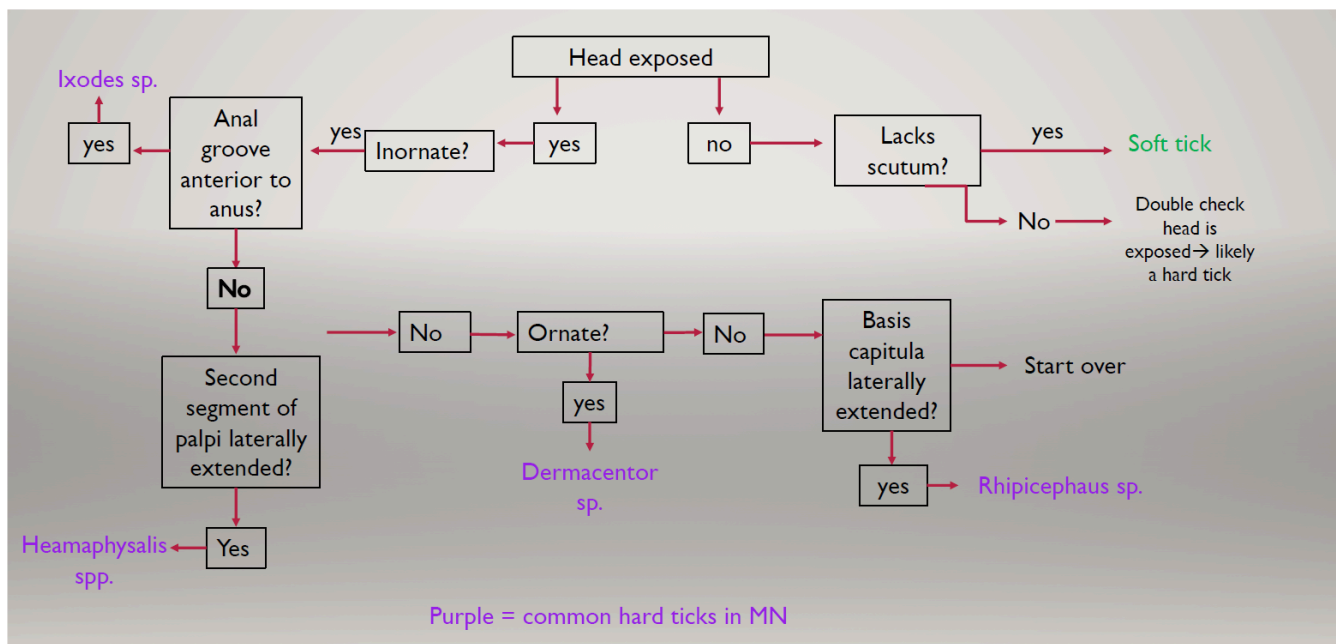 Head exposed
Ixodes sp.
Anal
groove
anterior to
anus?
yes
yes
Inornate?
yes
no
Lacks
scutum?
yes
Soft tick
No
Double check
head is
exposed→ likely
a hard tick
No
Second
segment of
palpi laterally
extended?
No
Ornate?
No
Basis
capitula
laterally
extended?
Start over
yes
Dermacentor
sp.
yes
Rhipicephaus sp.
Heamaphysalis
spp.
Yes
Purple = common hard ticks in MN